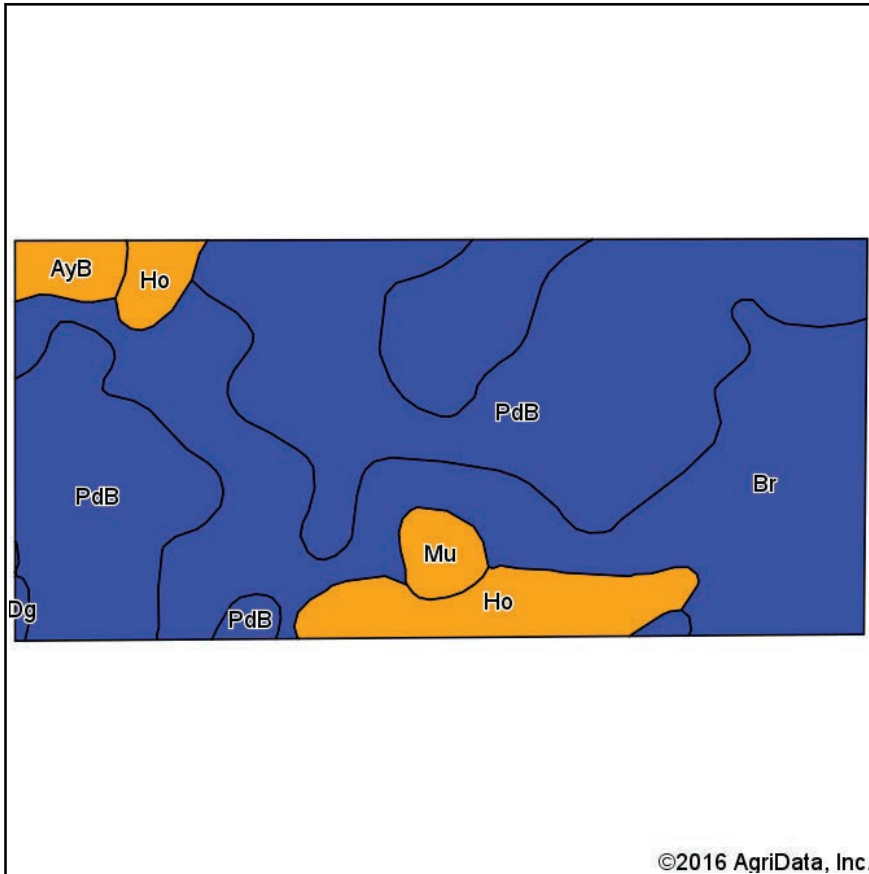 AyB
Ho
PdB
PdB
Br
Mu
Ho
Dg
PdB
©2016 AgriData, Inc.